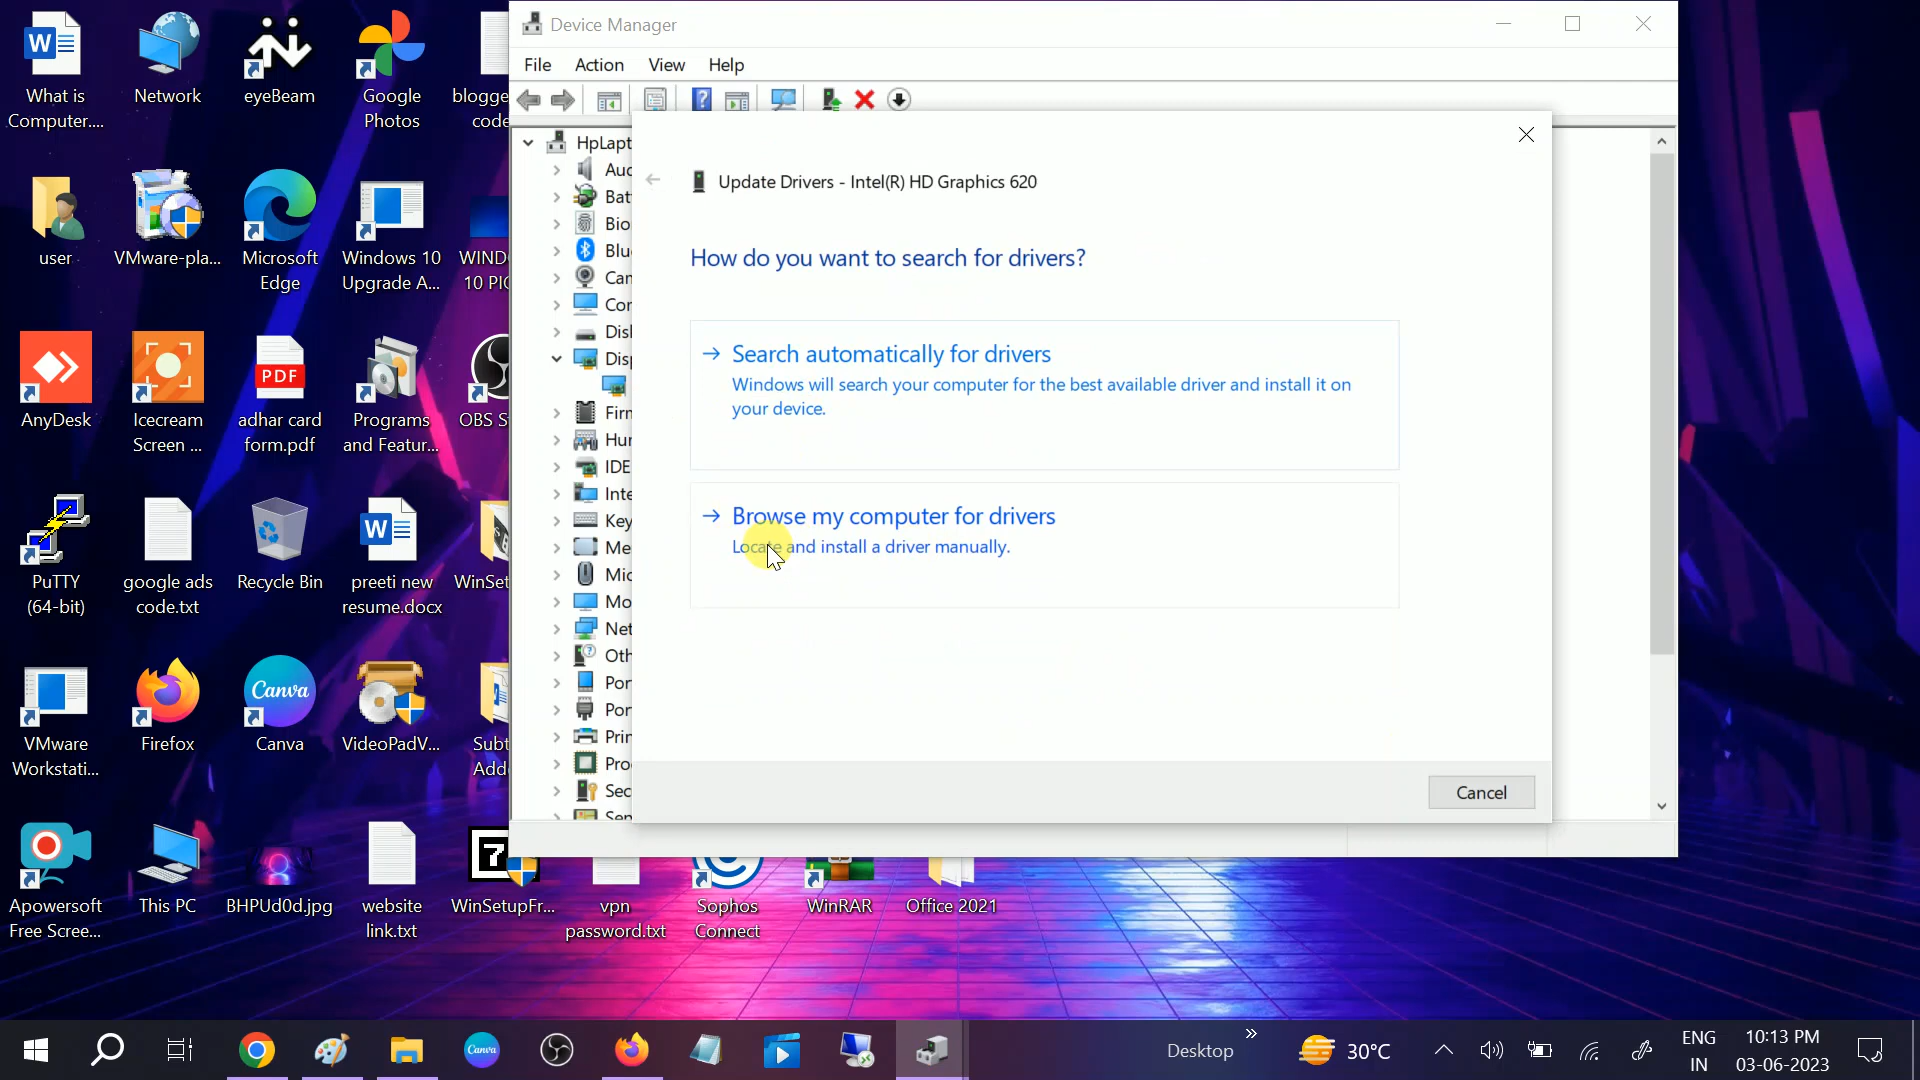 Device Manager
File Action View Help
HpLapt
Auc
Bat
Bio
Blu
Can
Cor
Disk
Disp
Firr
Hur
IDE
Inte
Key
Me
Mic
Mo
Net
Oth
Por
Por
Prin
Pro
Sec
Sen
Update Drivers - Intel(R) HD Graphics 620
How do you want to search for drivers?
Search automatically for drivers
Windows will search your computer for the best available driver and install it on
your device.
Browse my computer for drivers
Locate and install a driver manually.
Cancel
What is
Computer....
Network
eyeBeam
Google
Photos
blogge
code
user
VMware-pla...
Microsoft
Edge
Windows 10
Upgrade A...
WIND
10 PIC
AnyDesk
Icecream
Screen ...
PDF
adhar card
form.pdf
Programs
and Featur...
OBS S
PuTTY
(64-bit)
google ads
code.txt
Recycle Bin
preeti new
resume.docx
WinSet
VMware
Workstati...
Firefox
Canva
Canva
VideoPadV...
Subt
Adde
Apowersoft
Free Scree...
This PC
BHPUd0d.jpg
website
link.txt
WinSetupFr...
vpn
password.txt
Sophos
Connect
WinRAR
Office 2021
Canva
Desktop
30°C
ENG
IN
10:13 PM
03-06-2023